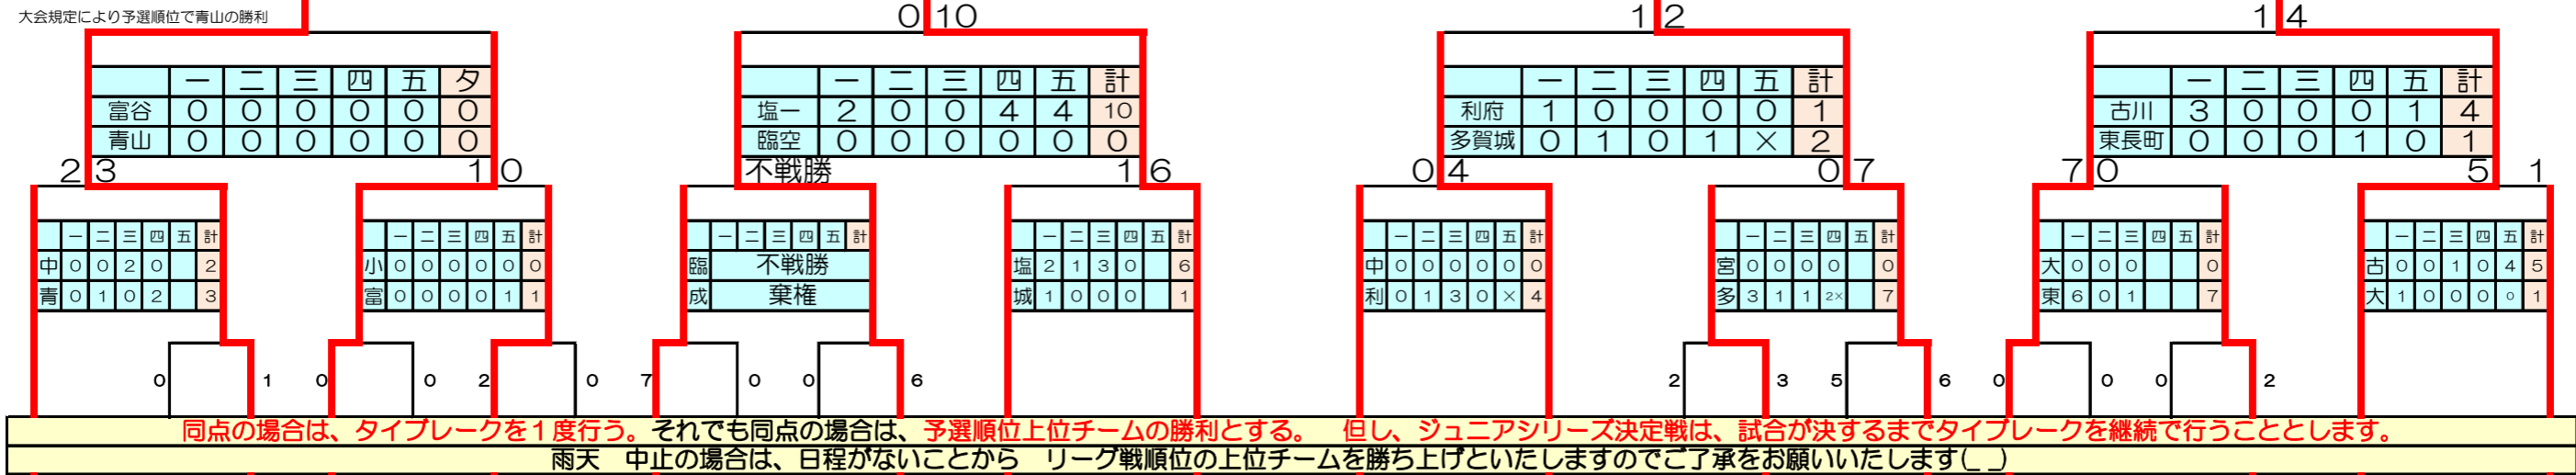 大会規定により予選順位で青山の勝利
0 10
1 2
1 4
一 二 三 四 五 タ
富谷 0 0 0 0 0 0
青山 0 0 0 0 0 0
一 二 三 四 五 計
塩一 2 0 0 4 4 10
臨空 0 0 0 0 0 0
一 二 三 四 五 計
利府 1 0 0 0 0 1
多賀城 0 1 0 1 × 2
一 二 三 四 五 計
古川 3 0 0 0 1 4
東長町 0 0 0 1 0 1
2 3
1 0
不戦勝
1 6
0 4
0 7
7 0
5 1
一 二 三 四 五 計
中 0 0 2 0 2
青 0 1 0 2 3
一 二 三 四 五 計
小 0 0 0 0 0 0
富 0 0 0 0 1 1
一 二 三 四 五 計
臨 不戦勝
成 棄権
一 二 三 四 五 計
塩 2 1 3 0 6
城 1 0 0 0 1
一 二 三 四 五 計
中 0 0 0 0 0 0
利 0 1 3 0 × 4
一 二 三 四 五 計
宮 0 0 0 0 0
多 3 1 1 2× 7
一 二 三 四 五 計
大 0 0 0 0
東 6 0 1 7
一 二 三 四 五 計
古 0 0 1 0 4 5
大 1 0 0 0 0 1
0 1 0 0 2 0 7 0 0 6 2 3 5 6 0 0 0 2
同点の場合は、タイブレークを1度行う。それでも同点の場合は、予選順位上位チームの勝利とする。 但し、ジュニアシリーズ決定戦は、試合が決するまでタイブレークを継続で行うこととします。
雨天 中止の場合は、日程がないことから リーグ戦順位の上位チームを勝ち上げといたしますのでご了承をお願いいたします(_ _)